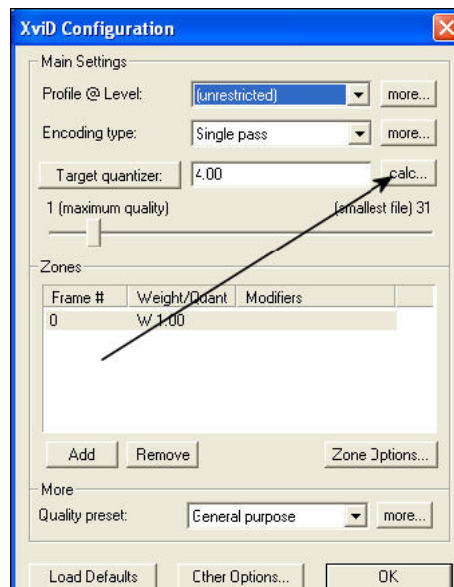 XviD Configuration
Main Settings
Profile @ Level: (unrestricted) more...
Encoding type: Single pass more...
Target quantizer: 4.00 calc...
1 (maximum quality) (smallest file) 31
Zones
Frame # Weight/Quant Modifiers
0 W 1.00
Add Remove Zone Options...
More
Quality preset: General purpose more...
Load Defaults Other Options... OK